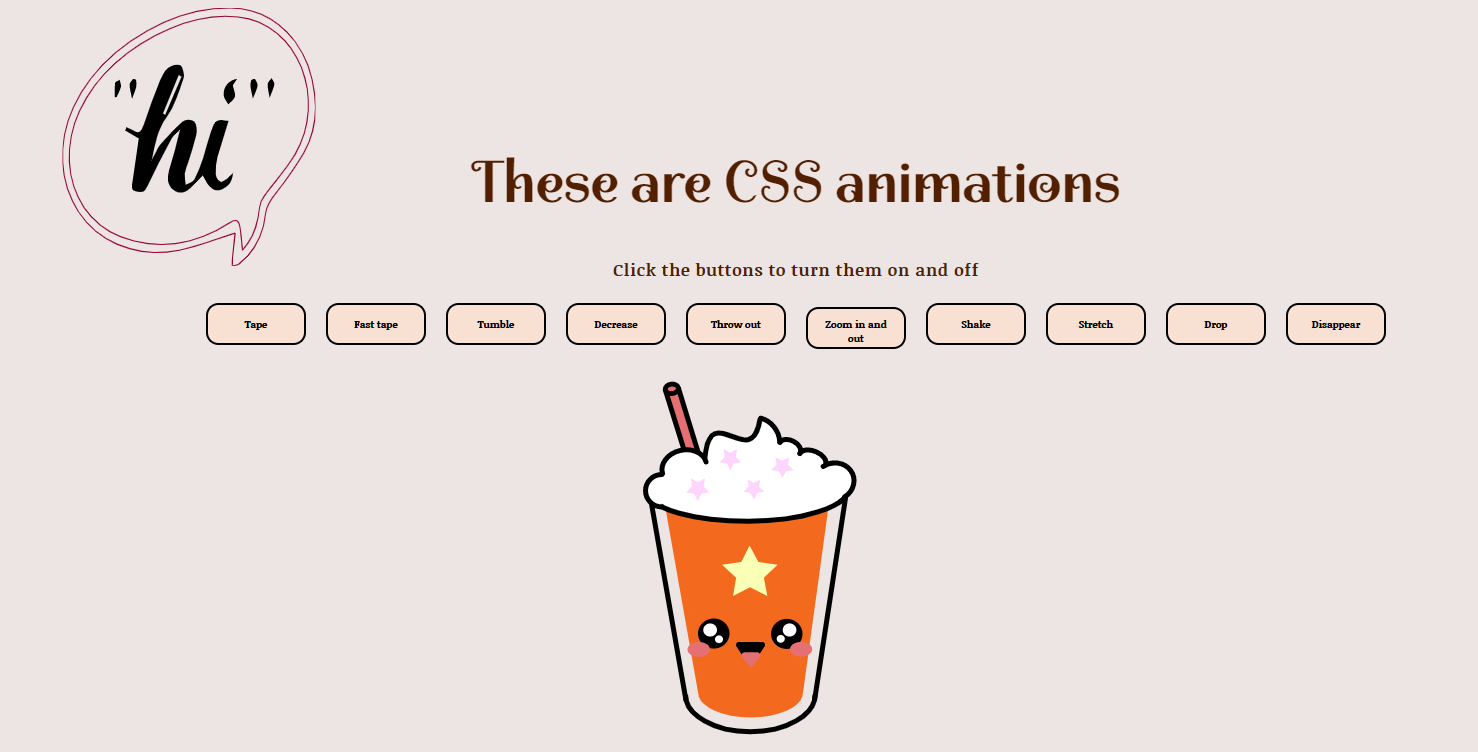 "hi"
These are CSS animations
Click the buttons to turn them on and off
Tape
Fast tape
Tumble
Decrease
Throw out
Zoom in and
out
Shake
Stretch
Drop
Disappear